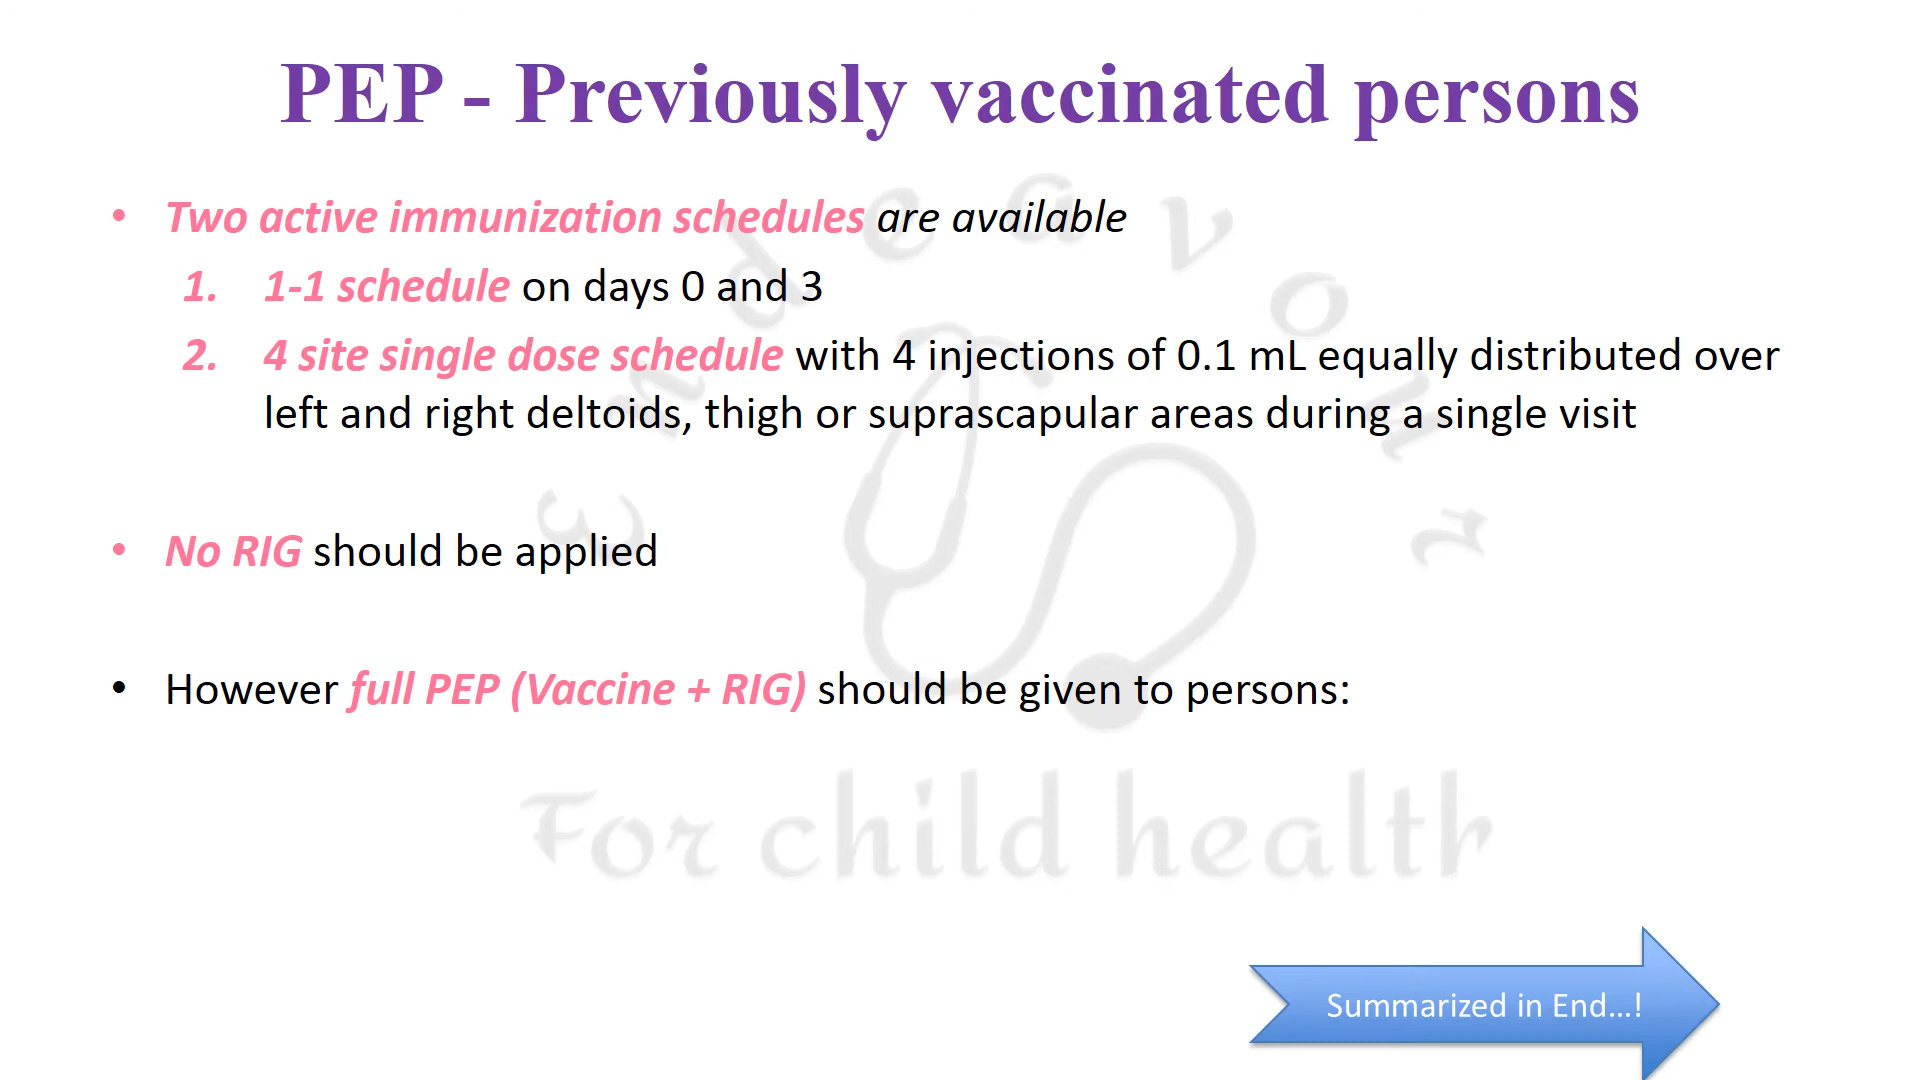 PEP - Previously vaccinated persons
• Two active immunization schedules are available
1. 1-1 schedule on days 0 and 3
2. 4 site single dose schedule with 4 injections of 0.1 mL equally distributed over
left and right deltoids, thigh or suprascapular areas during a single visit
• No RIG should be applied
• However full PEP (Vaccine + RIG) should be given to persons:
Summarized in End...!
Endeavour
For child health